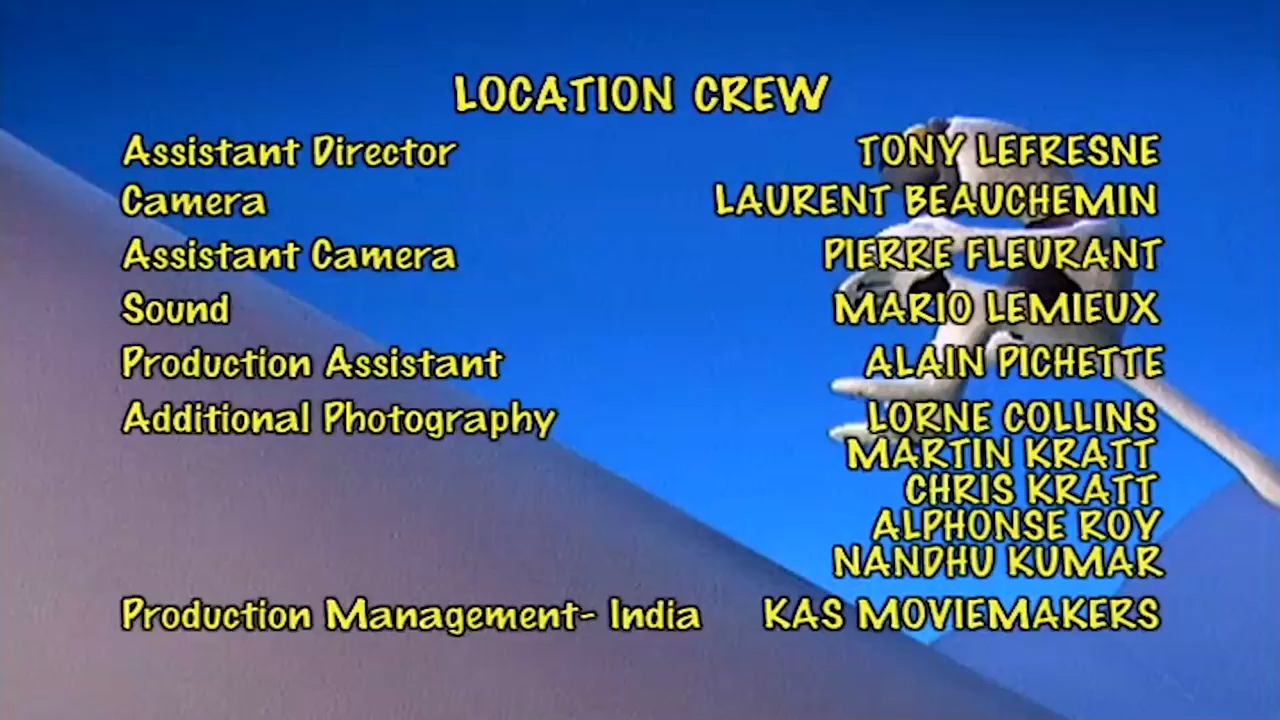 LOCATION CREW
Assistant Director TONY LEFRESNE
Camera LAURENT BEAUCHEMIN
Assistant Camera PIERRE FLEURANT
Sound MARIO LEMIEUX
Production Assistant ALAIN PICHETTE
Additional Photography LORNE COLLINS
MARTIN KRATT
CHRIS KRATT
ALPHONSE ROY
NANDHU KUMAR
Production Management- India KAS MOVIEMAKERS